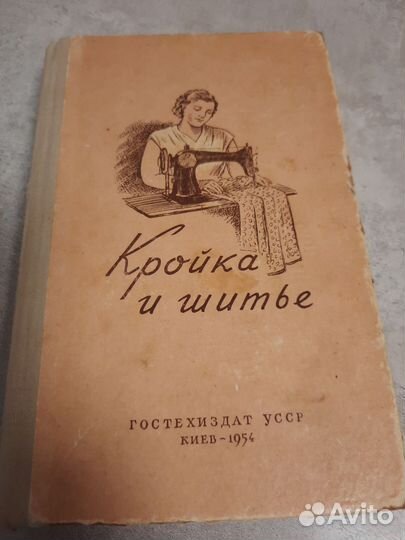 Кройка
и шитье
ГОСТЕХИЗДАТ УССР
КИЕВ – 1954
Avito